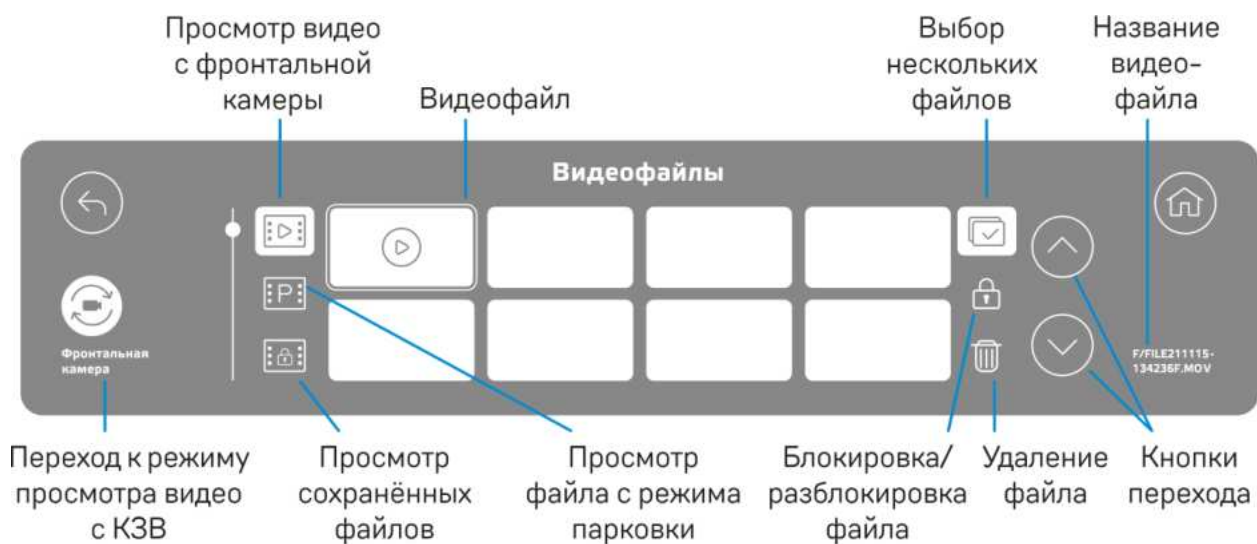 Просмотр видео
с фронтальной
камеры
Видеофайл
Выбор
нескольких
файлов
Название
видео-
файла
Видеофайлы
P
Фронтальная
камера
F/FILE211115-
134236F.MOV
Переход к режиму
просмотра видео
с КЗВ
Просмотр
сохранённых
файлов
Просмотр
файла с режима
парковки
Блокировка/
разблокировка
файла
Удаление
файла
Кнопки
перехода